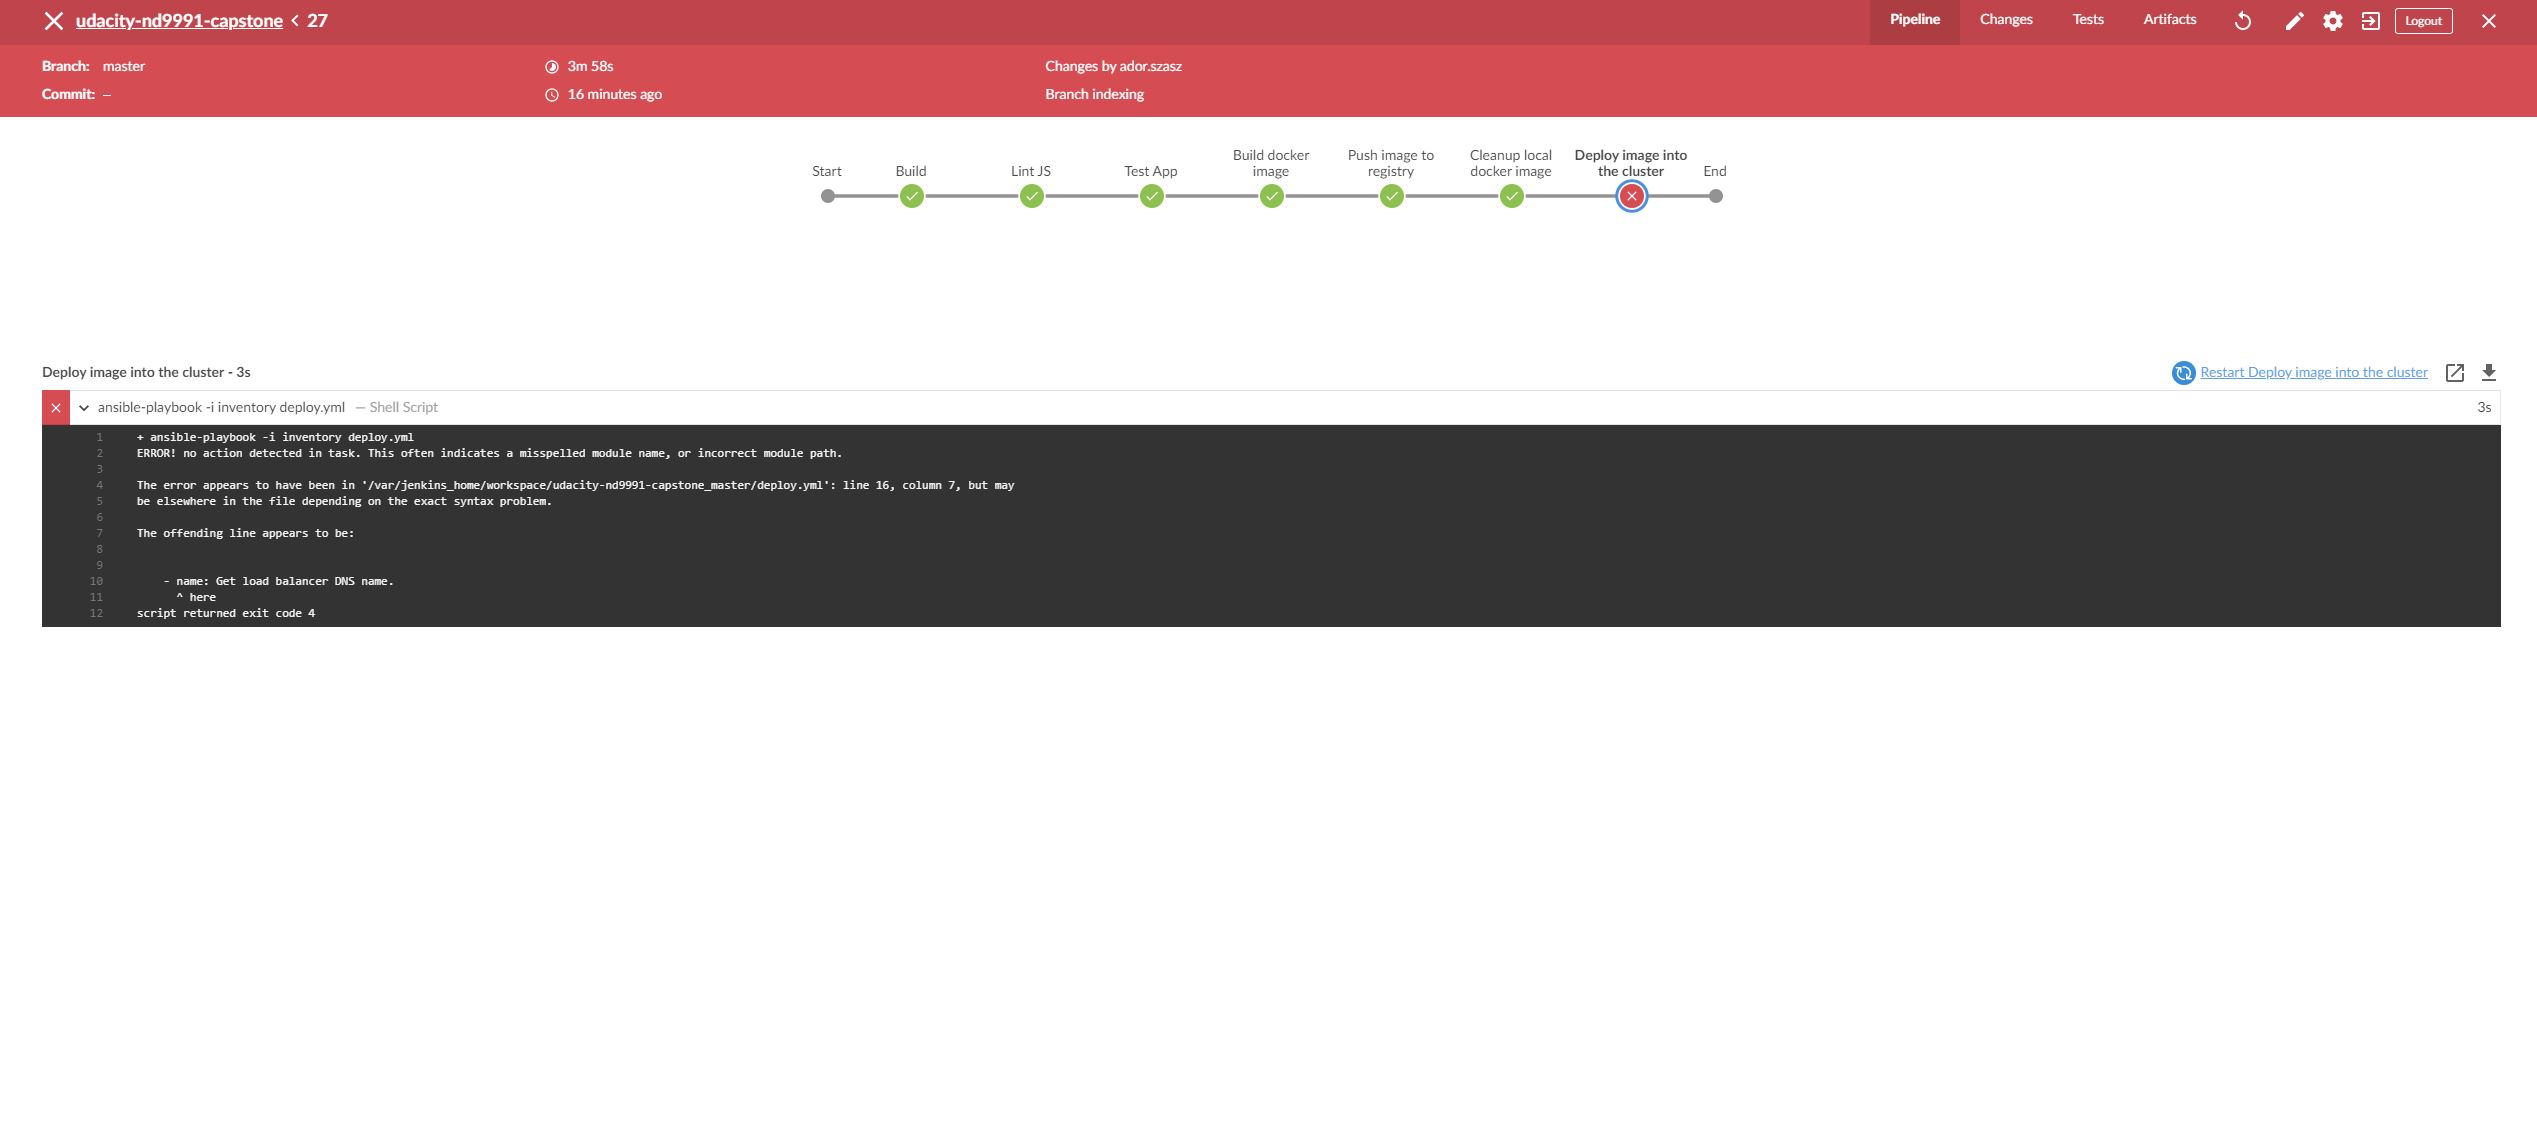 udacity-nd9991-capstone < 27
Pipeline Changes Tests Artifacts Logout
Branch: master
3m 58s
Changes by ador.szasz
Commit: –
16 minutes ago
Branch indexing
Start
Build
Lint JS
Test App
Build docker
image
Push image to
registry
Cleanup local
docker image
Deploy image into
the cluster
End
Deploy image into the cluster - 3s
Restart Deploy image into the cluster
ansible-playbook -i inventory deploy.yml — Shell Script 3s
1 + ansible-playbook -i inventory deploy.yml
2 ERROR! no action detected in task. This often indicates a misspelled module name, or incorrect module path.
3
4 The error appears to have been in '/var/jenkins_home/workspace/udacity-nd9991-capstone_master/deploy.yml': line 16, column 7, but may
5 be elsewhere in the file depending on the exact syntax problem.
6
7 The offending line appears to be:
8
9
10 - name: Get load balancer DNS name.
11 ^ here
12 script returned exit code 4